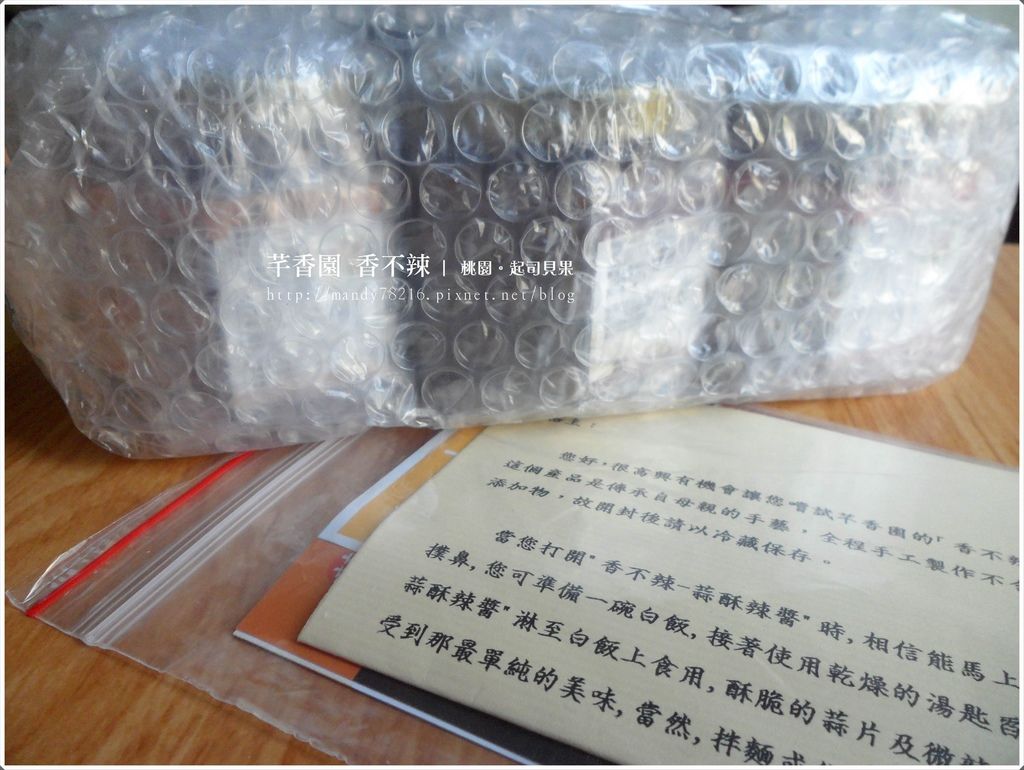 芊香園 香不辣 | 桃園。起司貝果
http://mandy78216.pixnet.net/blog
您好,很高興有機會讓您嚐試芊香園的「香不辣
這個產品是傳承自母親的手藝,全程手工製作不含
添加物,故開封後請以冷藏保存。
當您打開"香不辣-蒜酥辣醬"時,相信能馬上
撲鼻,您可準備一碗白飯,接著使用乾燥的湯匙舀
蒜酥辣醬"淋至白飯上食用,酥脆的蒜片及微辣
受到那最單純的美味,當然,拌麵或